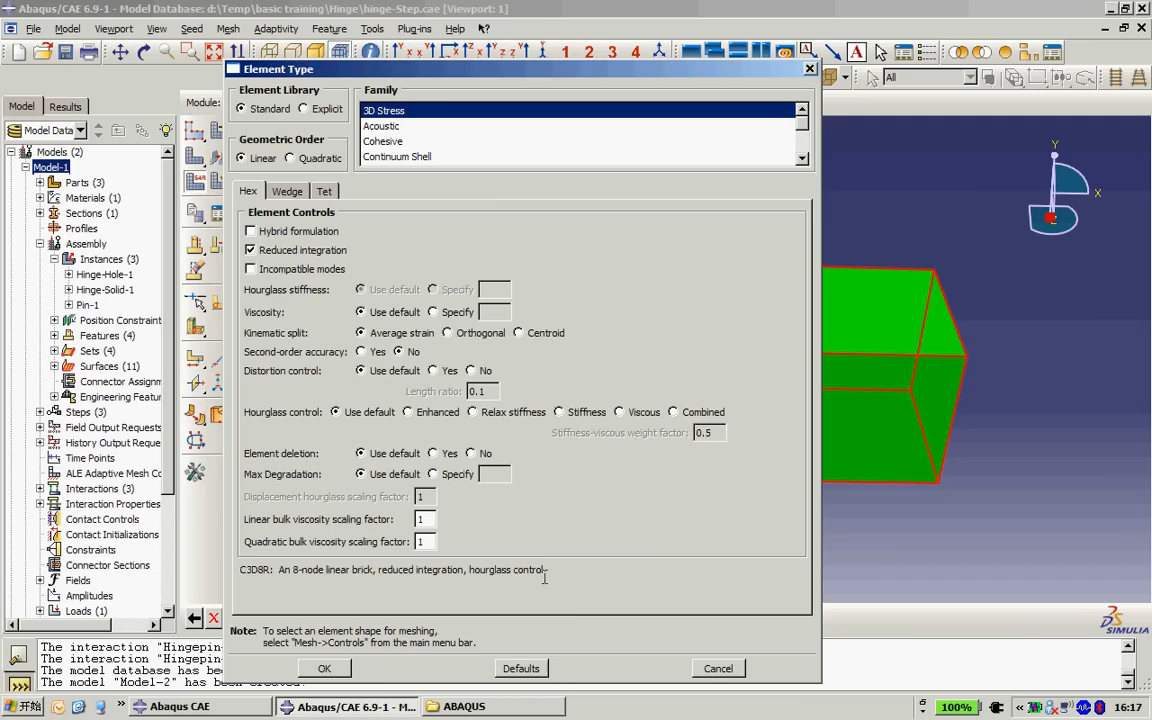 Abaqus/CAE 6.9-1 - Model Database: d:\Temp\basic training\Hinge\hinge-Step.cae [Viewport: 1]
File Model Viewport View Seed Mesh Adaptivity Feature Tools Plug-ins Help
1 2 3 4
All
Element Type
Element Library
Standard Explicit
Geometric Order
Linear Quadratic
Family
3D Stress
Acoustic
Cohesive
Continuum Shell
Model Results
Module:
Model Data
Models (2)
Model-1
Parts (3)
Materials (1)
Sections (1)
Profiles
Assembly
Instances (3)
Hinge-Hole-1
Hinge-Solid-1
Pin-1
Position Constraint
Features (4)
Sets (4)
Surfaces (11)
Connector Assignm
Engineering Feature
Steps (3)
Field Output Requests
History Output Reque
Time Points
ALE Adaptive Mesh Co
Interactions (3)
Interaction Properties
Contact Controls
Contact Initializations
Constraints
Connector Sections
Fields
Amplitudes
Loads (1)
Hex Wedge Tet
Element Controls
Hybrid formulation
Reduced integration
Incompatible modes
Hourglass stiffness: Use default Specify
Viscosity: Use default Specify
Kinematic split: Average strain Orthogonal Centroid
Second-order accuracy: Yes No
Distortion control: Use default Yes No
Length ratio: 0.1
Hourglass control: Use default Enhanced Relax stiffness Stiffness Viscous Combined
Stiffness-viscous weight factor: 0.5
Element deletion: Use default Yes No
Max Degradation: Use default Specify
Displacement hourglass scaling factor: 1
Linear bulk viscosity scaling factor: 1
Quadratic bulk viscosity scaling factor: 1
C3D8R: An 8-node linear brick, reduced integration, hourglass control.
Note: To select an element shape for meshing,
select "Mesh->Controls" from the main menu bar.
OK Defaults Cancel
Y
X
Z
SIMULIA
The interaction "Hingepin-
The interaction "Hingepin-
The model database has bee
The model "Model-2" has been created.
开始 Abaqus CAE Abaqus/CAE 6.9-1 - M... ABAQUS 100% 16:17